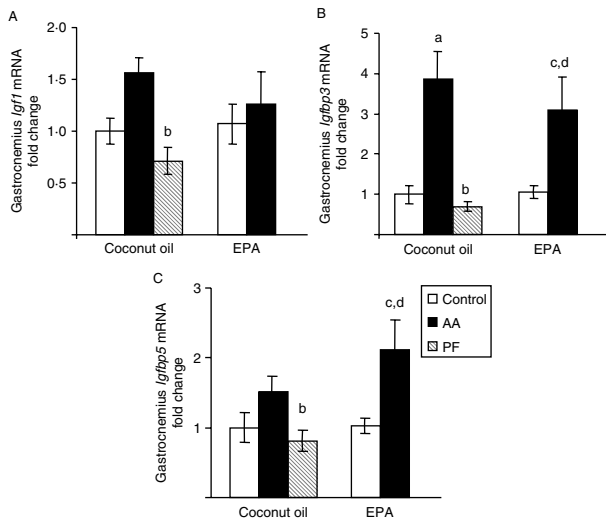 A
Gastrocnemius Igf1 mRNA
fold change
2·0
1·5
1·0
0·5
b
Coconut oil
EPA
B
Gastrocnemius Igfbp3 mRNA
fold change
5
4
3
2
1
0
a
b
c,d
Coconut oil
EPA
C
Gastrocnemius Igfbp5 mRNA
fold change
3
2
1
b
c,d
Coconut oil
EPA
Control
AA
PF